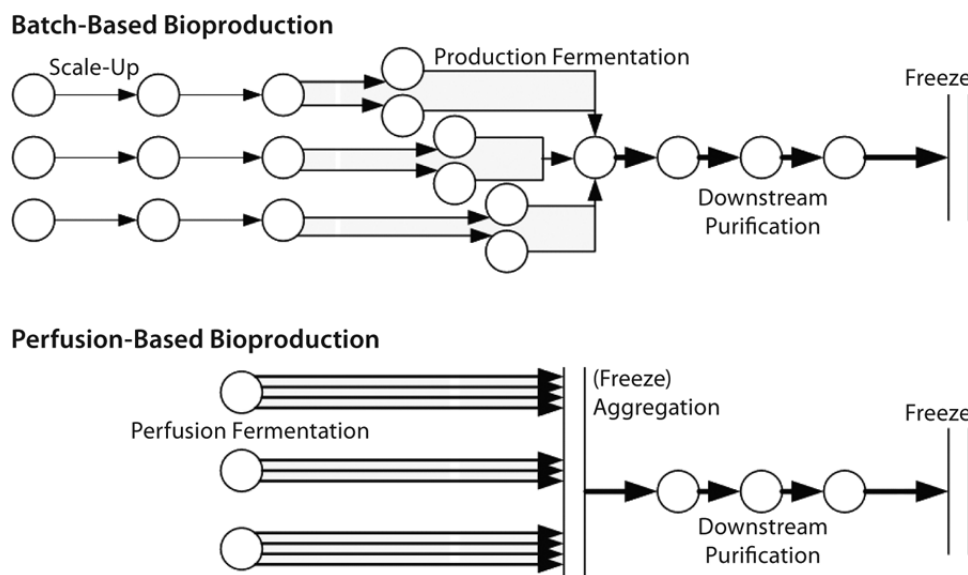 Batch-Based Bioproduction
Scale-Up
Production Fermentation
Freeze
Downstream
Purification
Perfusion-Based Bioproduction
(Freeze)
Aggregation
Perfusion Fermentation
Freeze
Downstream
Purification